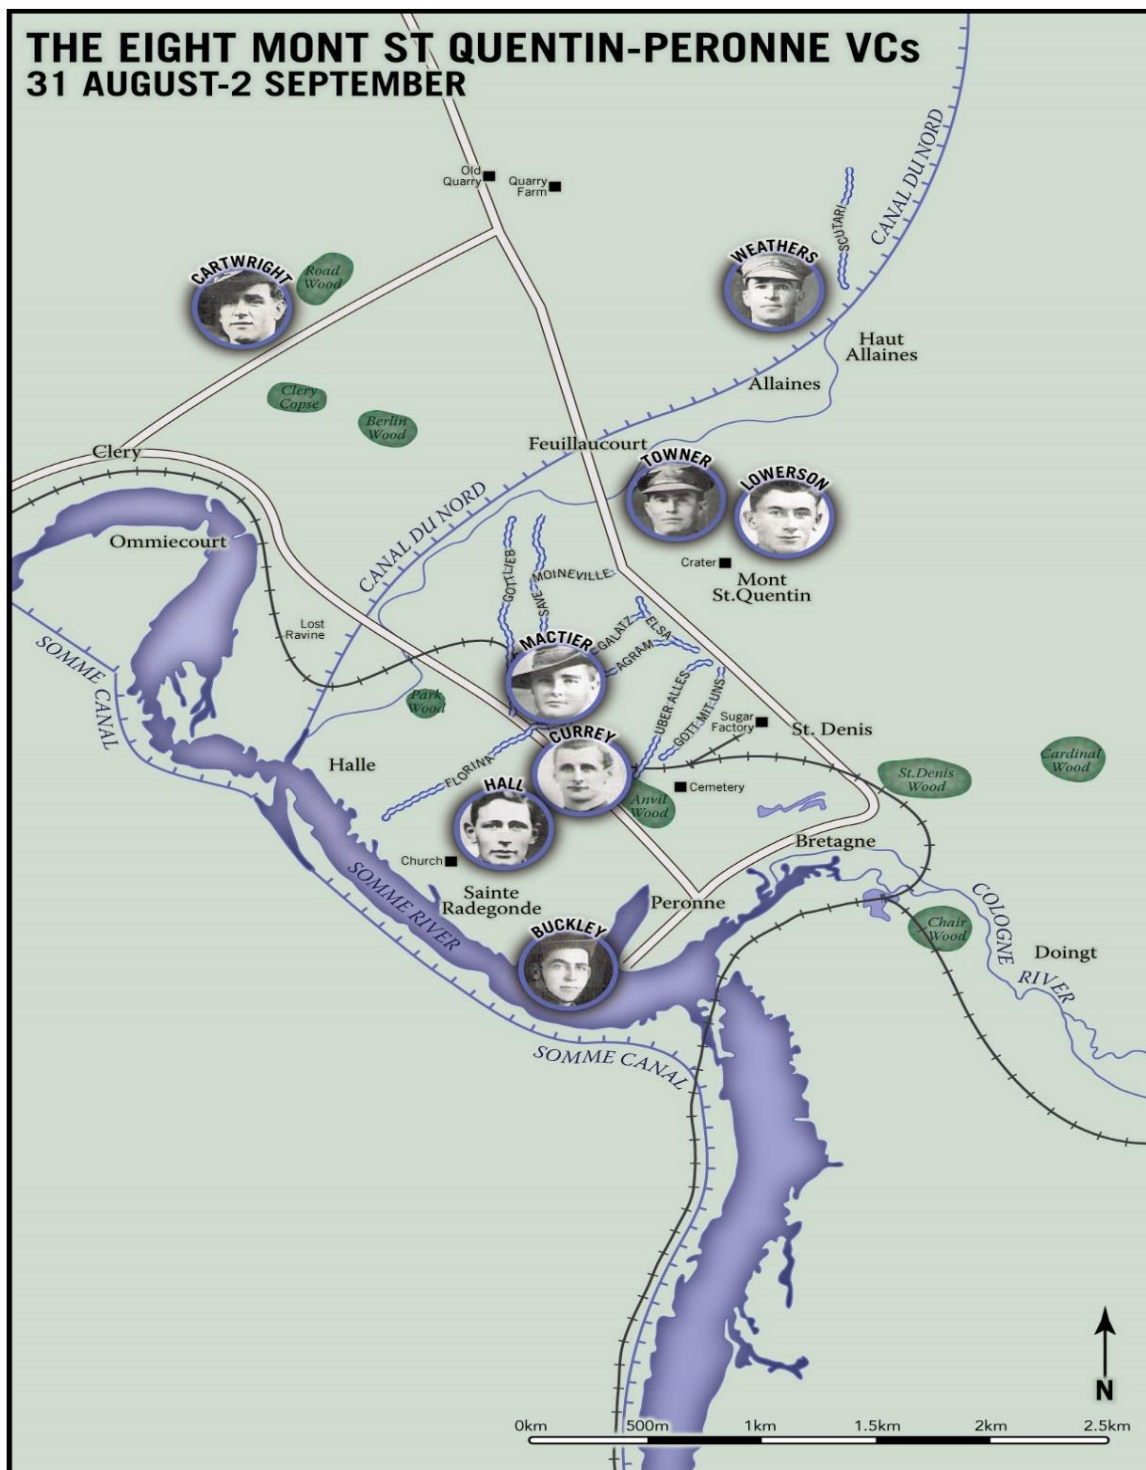 THE EIGHT MONT ST QUENTIN-PERONNE VCs
31 AUGUST-2 SEPTEMBER
Old
Quarry
Quarry
Farm
SCUTARI
CANAL DU NORD
CARTWRIGHT
Road
Wood
WEATHERS
Haut
Allaines
Allaines
Clery
Copse
Berlin
Wood
Clery
Feuillaucourt
TOWNER
LOWERSON
CANAL DU NORD
Ommiecourt
GOTTLIEB
SAVE
MOINEVILLE
Crater
Mont
St.Quentin
Lost
Ravine
SOMME CANAL
MACTIER
GALATZ
ELSA
AGRAM
Park
Wood
UBER ALLES
GOTT MIT UNS
Sugar
Factory
St. Denis
CURREY
Halle
FLORINA
HALL
Cardinal
Wood
St.Denis
Wood
Cemetery
Anvil
Wood
Bretagne
Church
SOMME RIVER
Sainte
Radegonde
Peronne
COLOGNE
RIVER
Chair
Wood
Doingt
BUCKLEY
SOMME CANAL
N
0km
500m
1km
1.5km
2km
2.5km